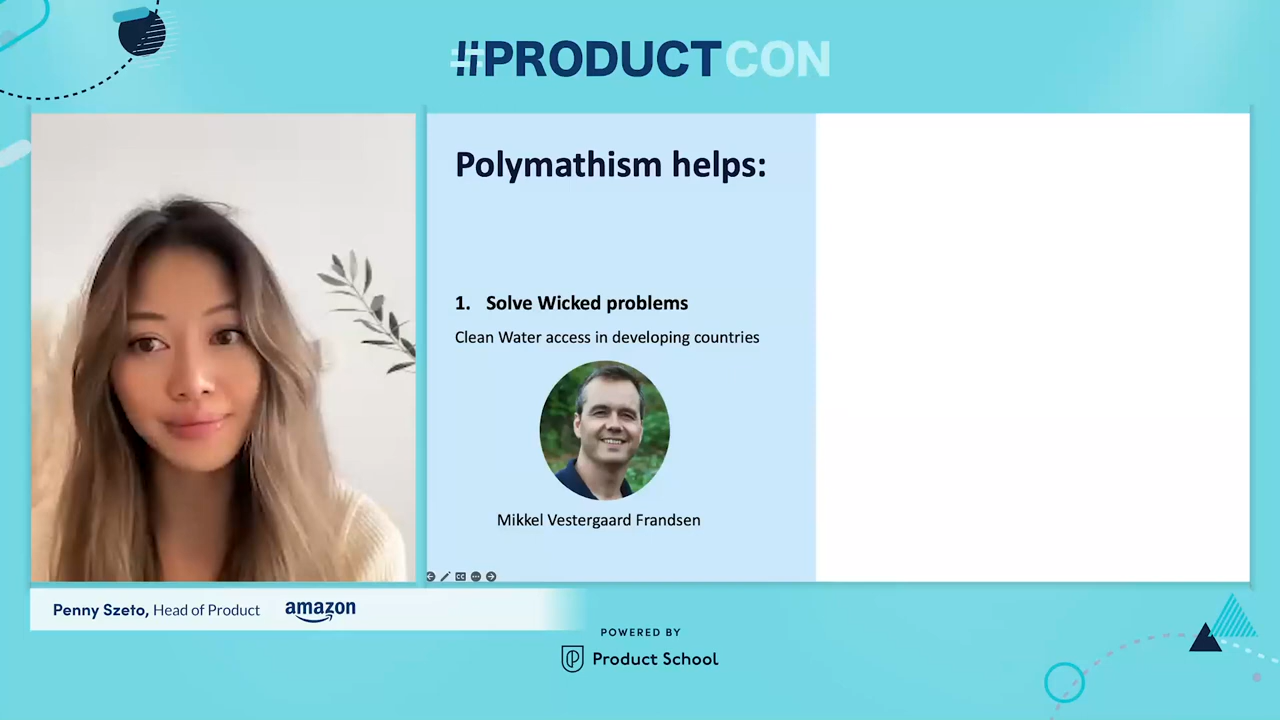 #PRODUCTCON
Polymathism helps:
1. Solve Wicked problems
Clean Water access in developing countries
Mikkel Vestergaard Frandsen
Penny Szeto, Head of Product amazon
POWERED BY
Product School